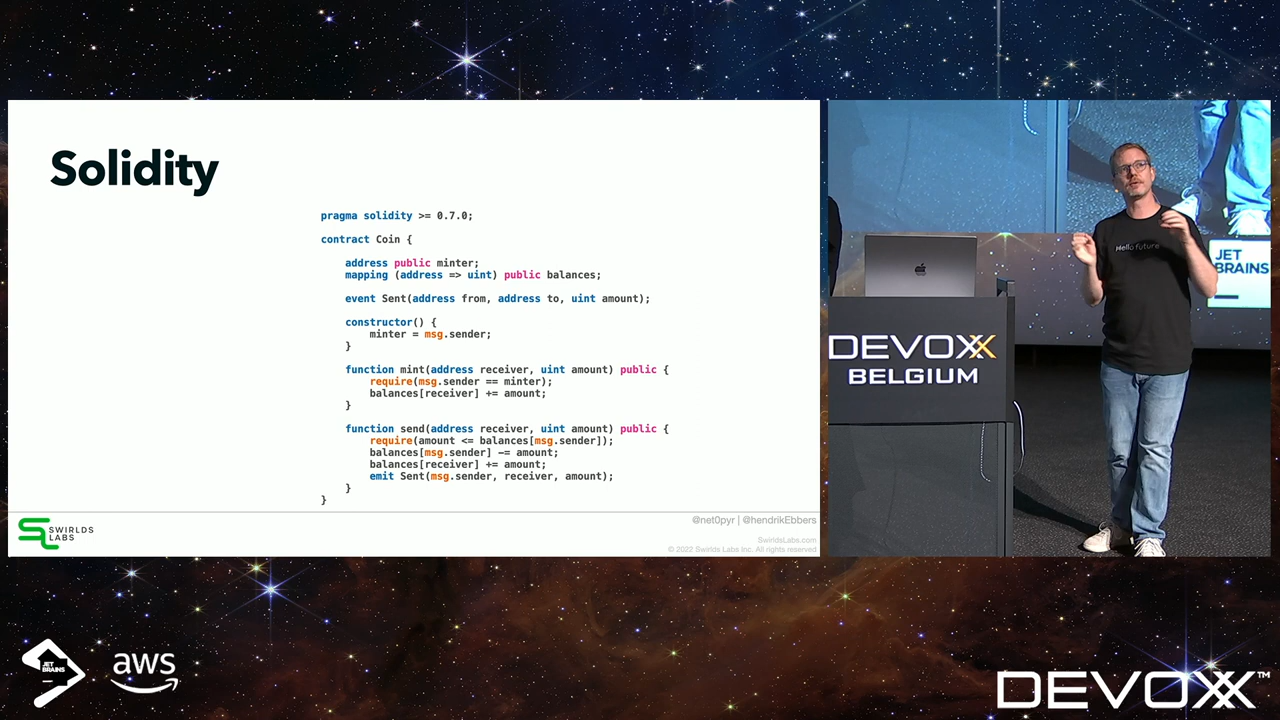 Solidity
pragma solidity >= 0.7.0;
contract Coin {
address public minter;
mapping (address => uint) public balances;
event Sent(address from, address to, uint amount);
constructor() {
minter = msg.sender;
}
function mint(address receiver, uint amount) public {
require(msg.sender == minter);
balances[receiver] += amount;
}
function send(address receiver, uint amount) public {
require(amount <= balances[msg.sender]);
balances[msg.sender] -= amount;
balances[receiver] += amount;
emit Sent(msg.sender, receiver, amount);
}
}
SWIRLDS
LABS
@net0pyr | @hendrikEbbers
SwirldsLabs.com
© 2022 Swirlds Labs Inc. All rights reserved
Hello future
JET
BRAINS
DEVOXX
BELGIUM
JET
BRAINS
aws
DEVOXX™